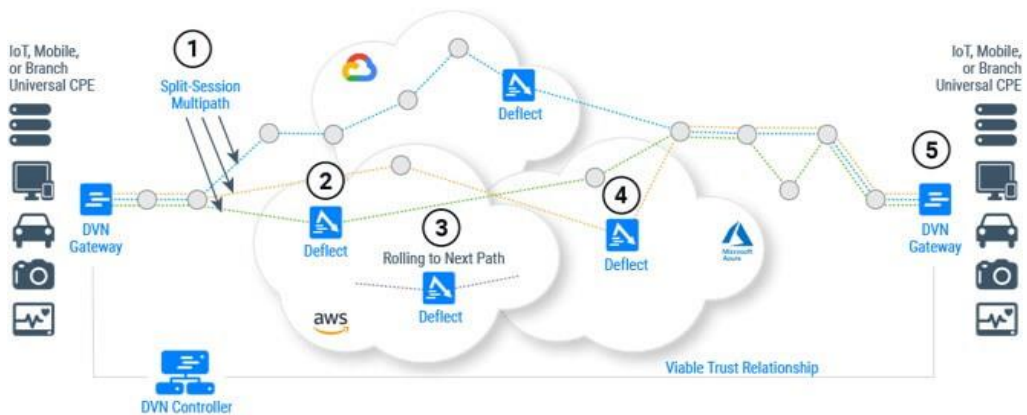 IoT, Mobile,
or Branch
Universal CPE
1
Split-Session
Multipath
DVN
Gateway
Deflect
2
Deflect
3
Rolling to Next Path
Deflect
aws
4
Deflect
Microsoft
Azure
5
DVN
Gateway
IoT, Mobile,
or Branch
Universal CPE
Viable Trust Relationship
DVN Controller